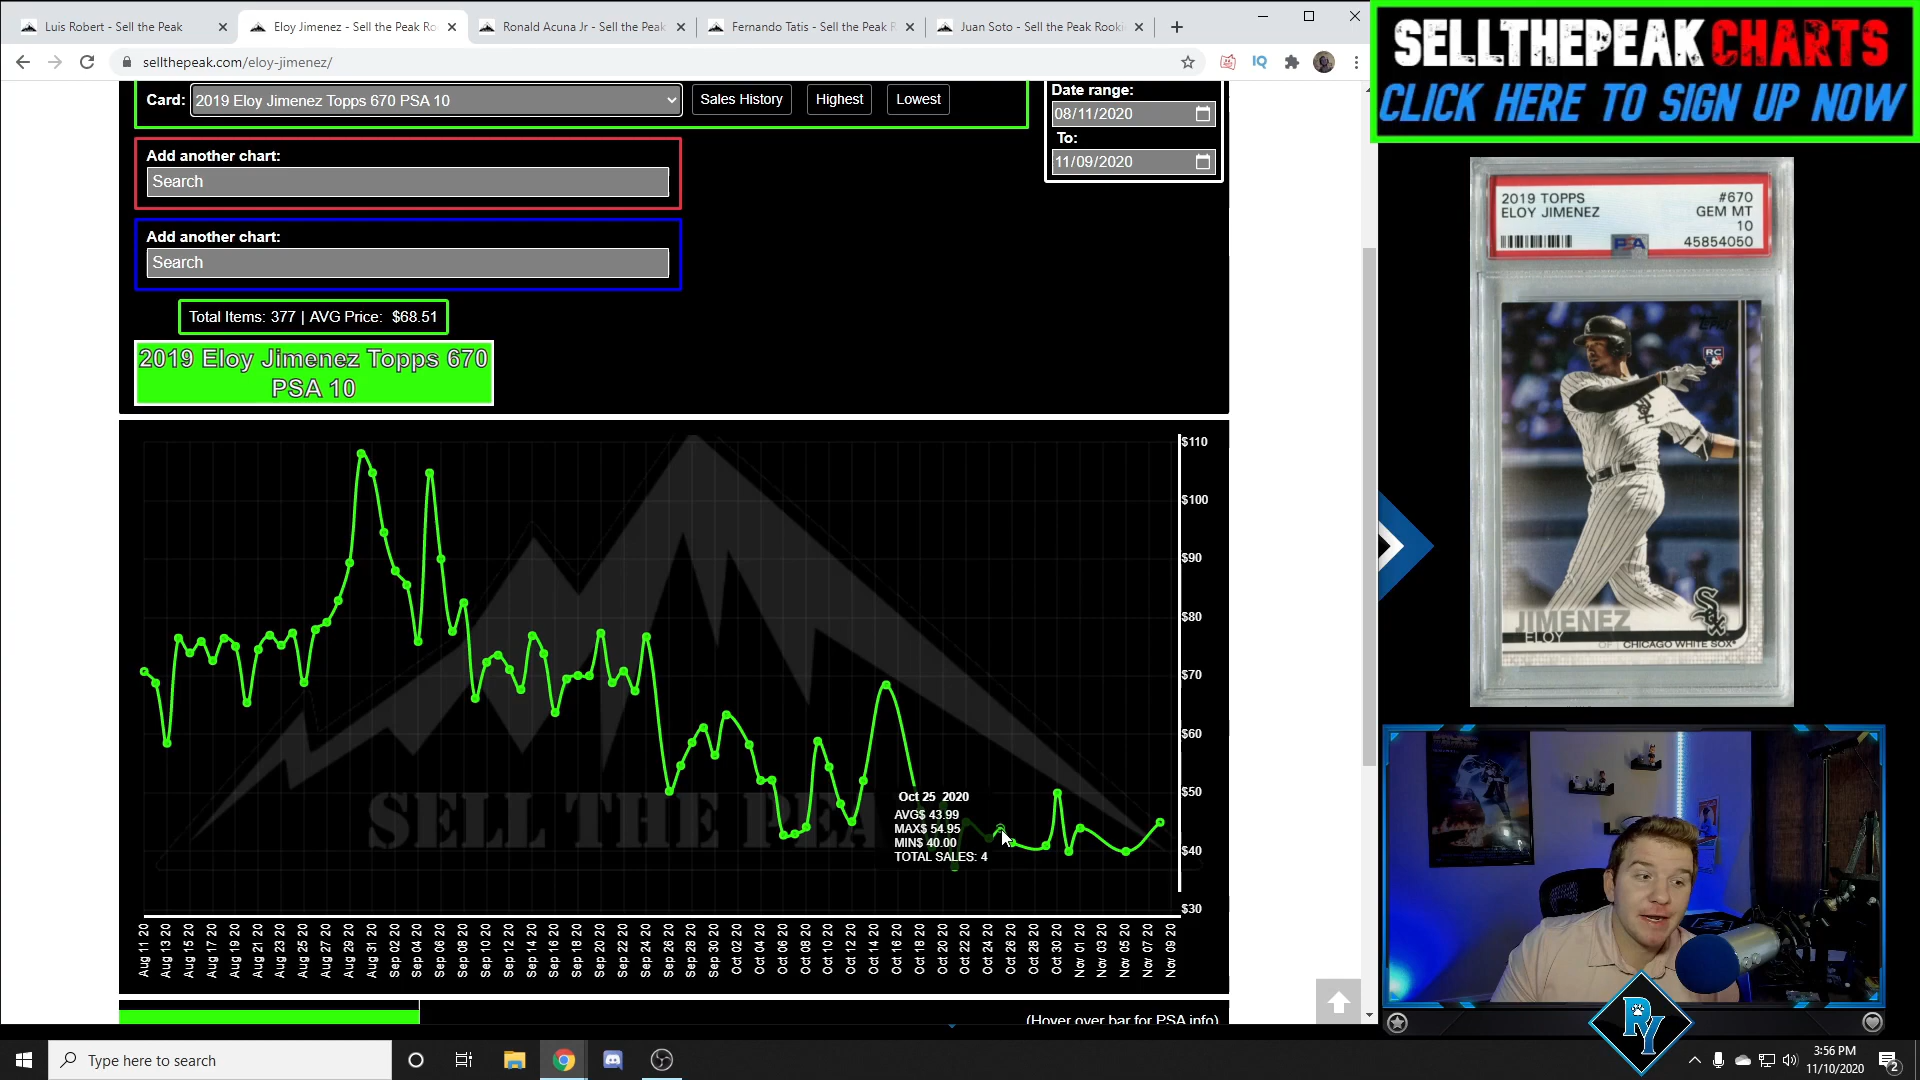 Luis Robert - Sell the Peak
Eloy Jimenez - Sell the Peak Ro
Ronald Acuna Jr - Sell the Peak
Fernando Tatis - Sell the Peak R
Juan Soto - Sell the Peak Rooki
sellthepeak.com/eloy-jimenez/
IQ
Card: 2019 Eloy Jimenez Topps 670 PSA 10
Sales History Highest Lowest
Date range:
08/11/2020
To:
11/09/2020
Add another chart:
Search
Add another chart:
Search
Total Items: 377 | AVG Price: $68.51
2019 Eloy Jimenez Topps 670
PSA 10
$110
$100
$90
$80
$70
$60
$50
$40
$30
SELL THE PEA
Oct 25 2020
AVG$ 43.99
MAX$ 54.95
MIN$ 40.00
TOTAL SALES: 4
Aug 11 20
Aug 13 20
Aug 15 20
Aug 17 20
Aug 19 20
Aug 21 20
Aug 23 20
Aug 25 20
Aug 27 20
Aug 29 20
Aug 31 20
Sep 02 20
Sep 04 20
Sep 06 20
Sep 08 20
Sep 10 20
Sep 12 20
Sep 14 20
Sep 16 20
Sep 18 20
Sep 20 20
Sep 22 20
Sep 24 20
Sep 26 20
Sep 28 20
Sep 30 20
Oct 02 20
Oct 04 20
Oct 06 20
Oct 08 20
Oct 10 20
Oct 12 20
Oct 14 20
Oct 16 20
Oct 18 20
Oct 20 20
Oct 22 20
Oct 24 20
Oct 26 20
Oct 28 20
Oct 30 20
Nov 01 20
Nov 03 20
Nov 05 20
Nov 07 20
Nov 09 20
(Hover over bar for PSA info)
SELLTHEPEAK CHARTS
CLICK HERE TO SIGN UP NOW
2019 TOPPS #670
ELOY JIMENEZ GEM MT
10
PSA 45854050
RC
Sox
JIMENEZ
ELOY
OF CHICAGO WHITE SOX
RY
Type here to search
3:56 PM
11/10/2020
2